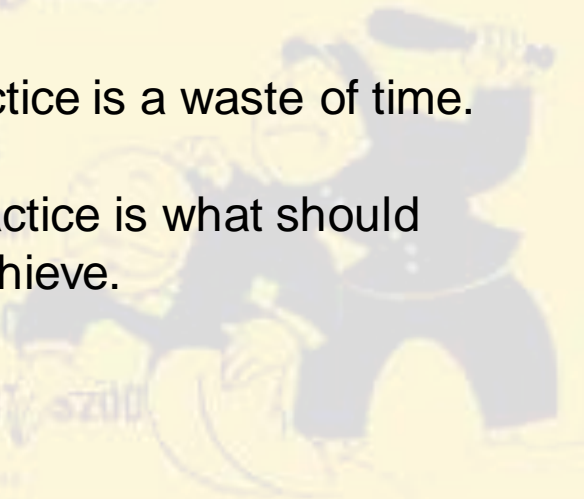 ctice is a waste of time.
actice is what should
hieve.